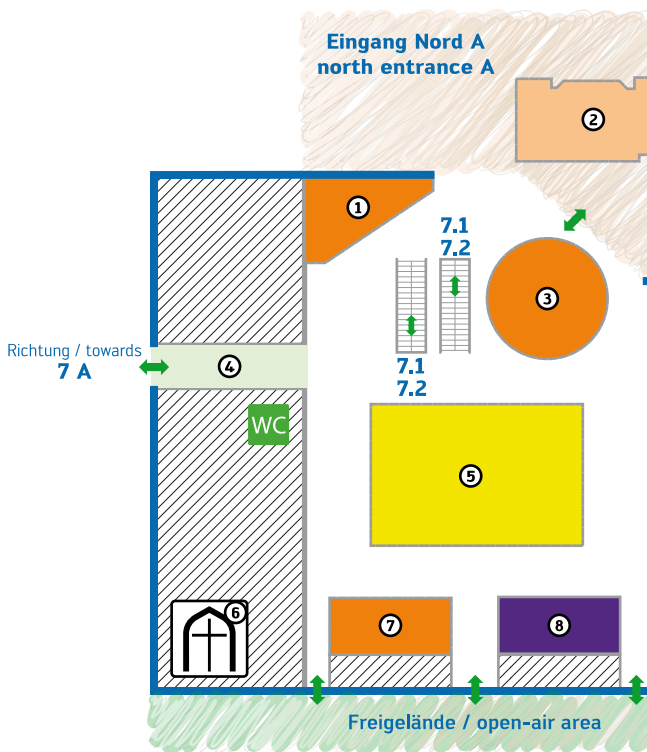 Eingang Nord A
north entrance A
2
1
7.1
7.2
3
Richtung / towards
7 A
4
7.1
7.2
WC
5
6
7
8
Freigelände / open-air area